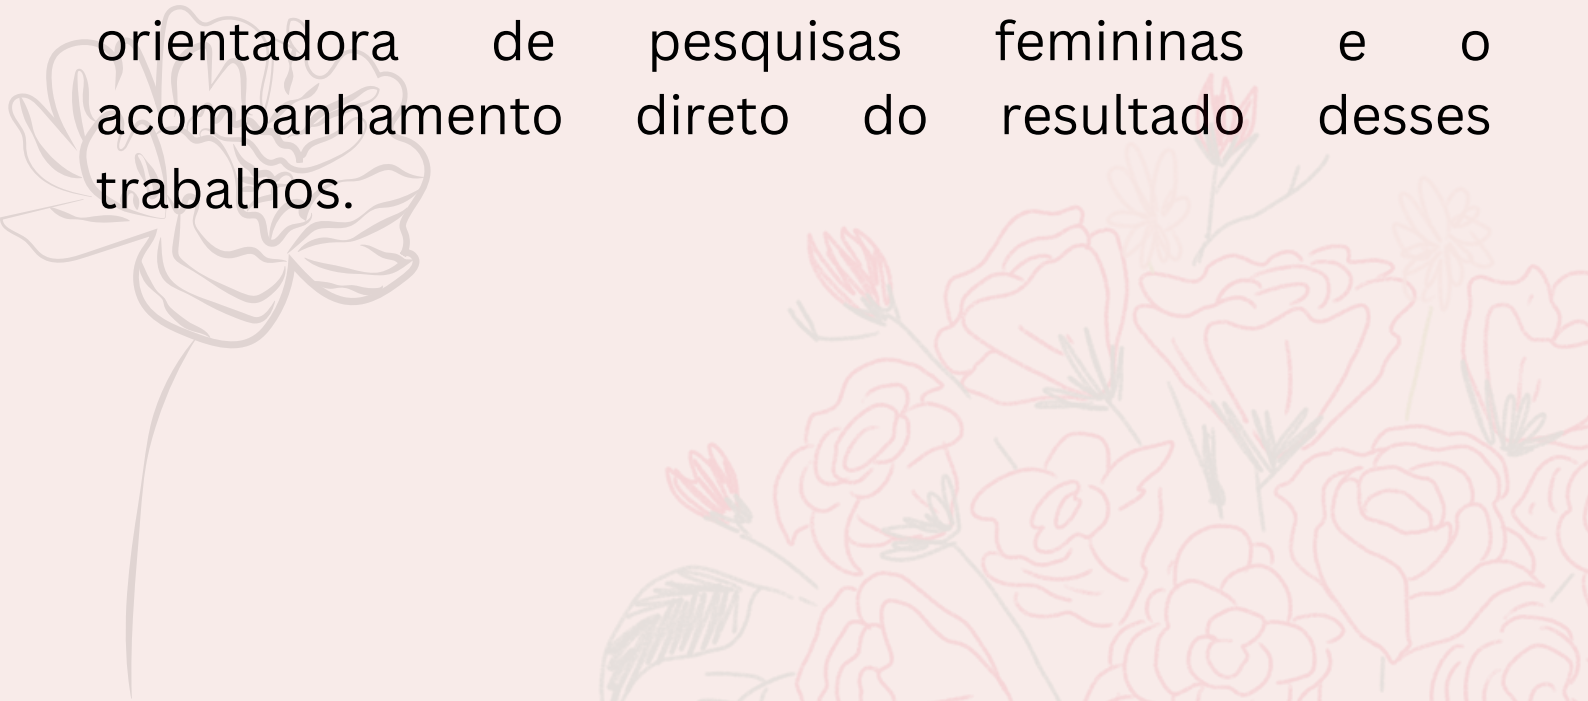 orientadora de pesquisas femininas e o
acompanhamento direto do resultado desses
trabalhos.